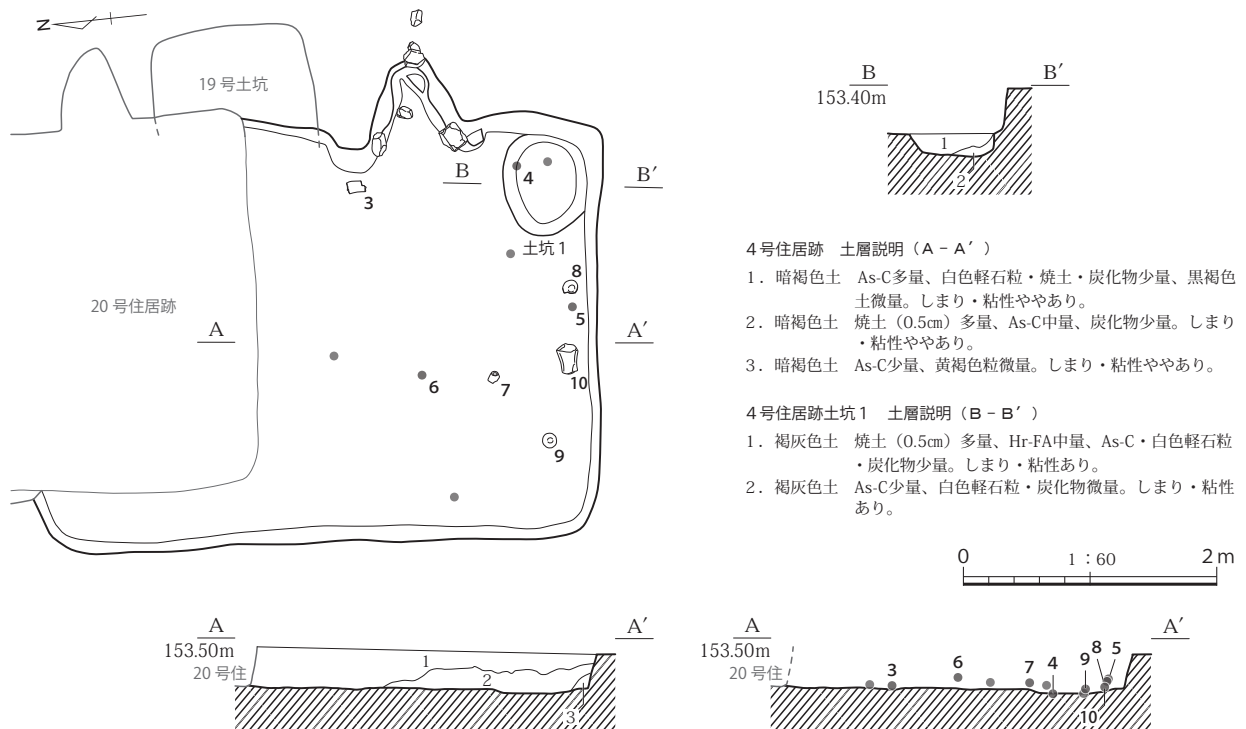 N
19号土坑
B
B′
4
3
土坑1
8
5
20号住居跡
A
A′
6
7
10
9
B
B′
153.40m
1
2
4号住居跡 土層説明（A－A′）
1．暗褐色土 As-C多量、白色軽石粒・焼土・炭化物少量、黒褐色
土微量。しまり・粘性ややあり。
2．暗褐色土 焼土（0.5㎝）多量、As-C中量、炭化物少量。しまり
・粘性ややあり。
3．暗褐色土 As-C少量、黄褐色粒微量。しまり・粘性ややあり。
4号住居跡土坑1 土層説明（B－B′）
1．褐灰色土 焼土（0.5㎝）多量、Hr-FA中量、As-C・白色軽石粒
・炭化物少量。しまり・粘性あり。
2．褐灰色土 As-C少量、白色軽石粒・炭化物微量。しまり・粘性
あり。
0 1：60 2m
A
A′
153.50m
20号住
1
2
3
A
A′
153.50m
20号住
3
6
7
4
9
8
5
10